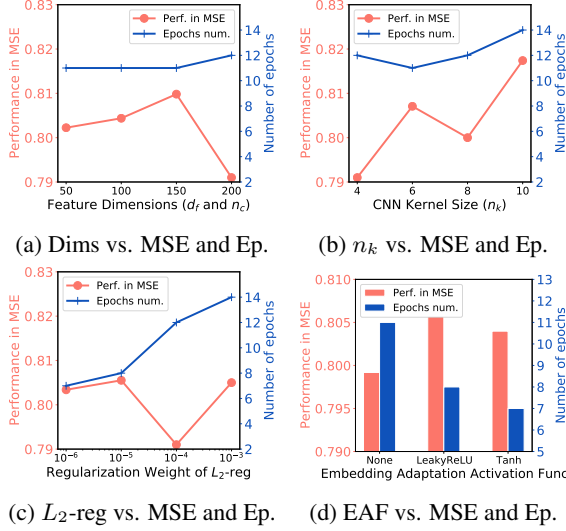 0.83
0.82
0.81
0.80
0.79
Performance in MSE
Perf. in MSE
Epochs num.
14
12
10
8
6
4
2
Number of epochs
50 100 150 200
Feature Dimensions (d_f and n_c)
(a) Dims vs. MSE and Ep.
0.83
0.82
0.81
0.80
0.79
Performance in MSE
Perf. in MSE
Epochs num.
14
12
10
8
6
4
2
Number of epochs
4 6 8 10
CNN Kernel Size (n_k)
(b) n_k vs. MSE and Ep.
0.83
0.82
0.81
0.80
0.79
Performance in MSE
Perf. in MSE
Epochs num.
14
12
10
8
6
4
2
Number of epochs
10⁻⁶ 10⁻⁵ 10⁻⁴ 10⁻³
Regularization Weight of L₂-reg
(c) L₂-reg vs. MSE and Ep.
0.810
0.805
0.800
0.795
0.790
Performance in MSE
Perf. in MSE
Epochs num.
13
12
11
10
9
8
7
6
5
Number of epochs
None LeakyReLU Tanh
Embedding Adaptation Activation Func
(d) EAF vs. MSE and Ep.